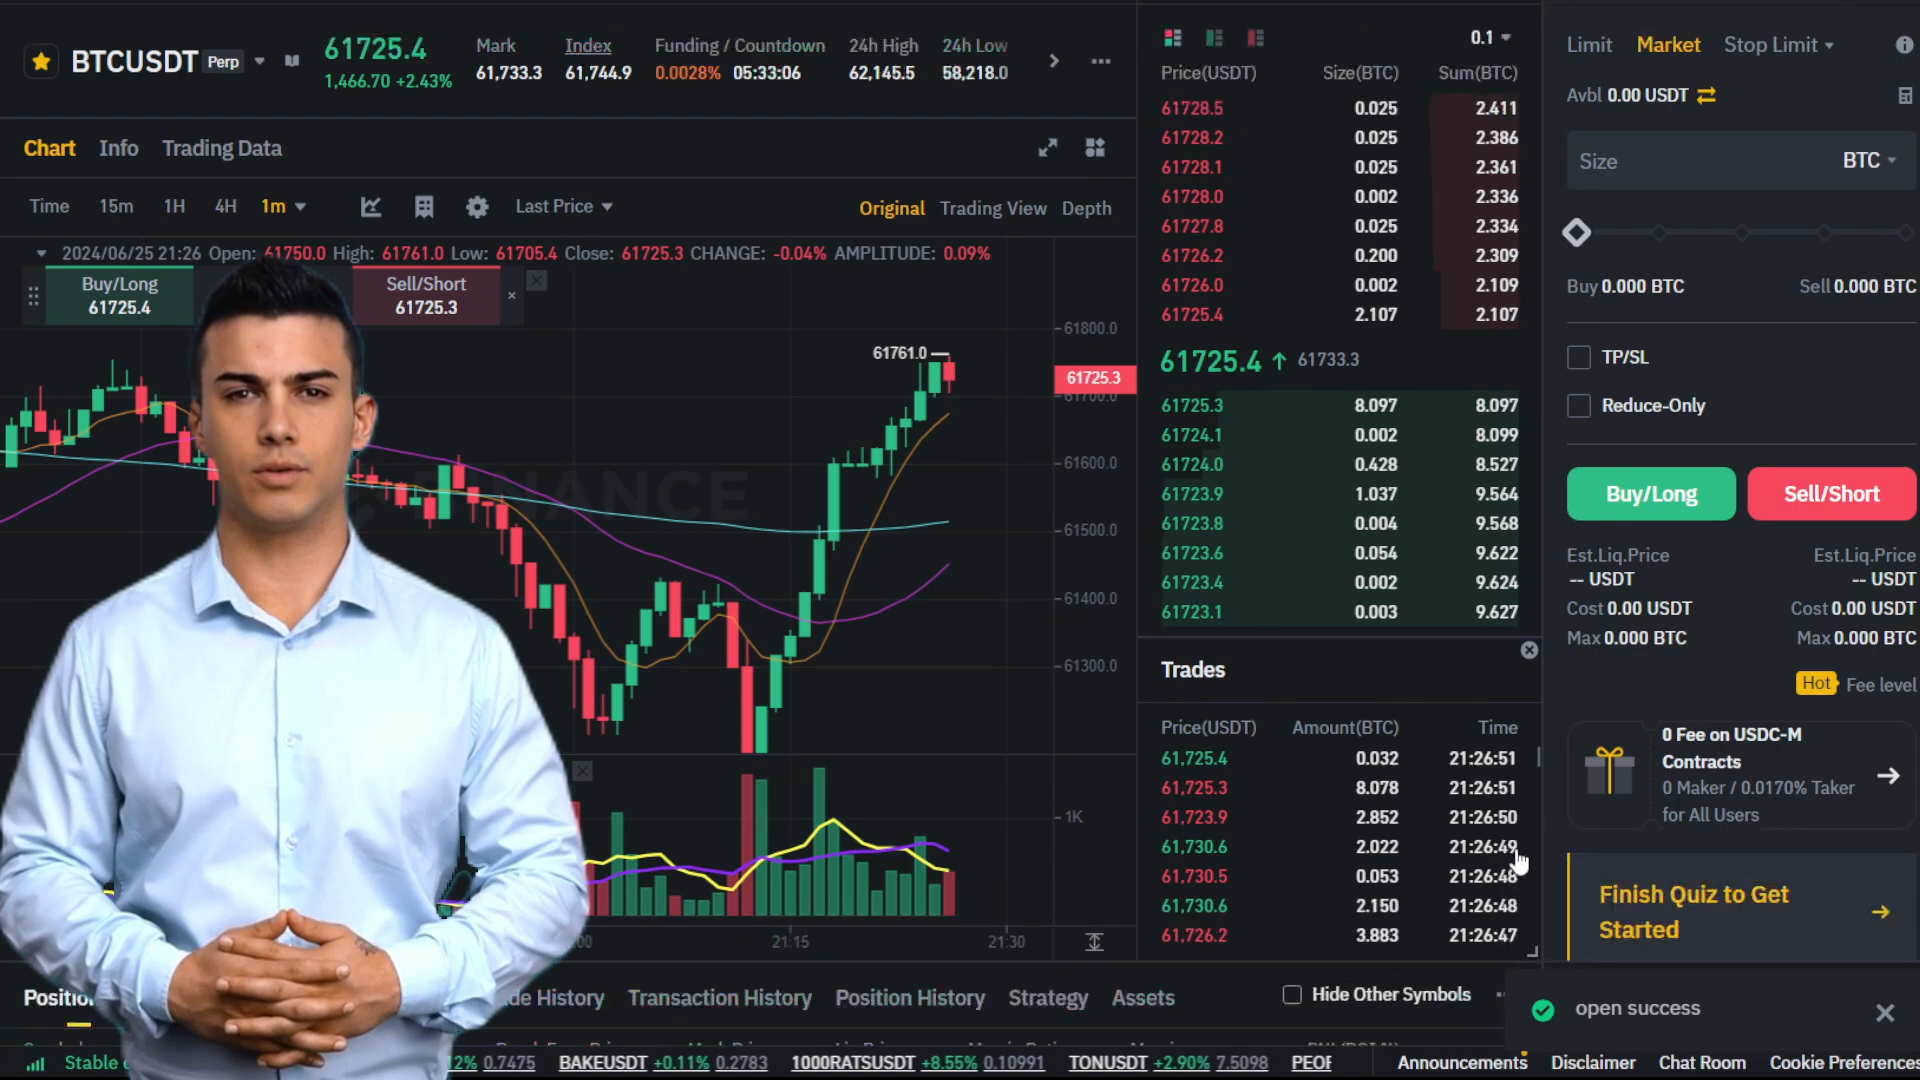 BTCUSDT Perp
61725.4
1,466.70 +2.43%
Mark
61,733.3
Index
61,744.9
Funding / Countdown
0.0028% 05:33:06
24h High
62,145.5
24h Low
58,218.0
Chart Info Trading Data
Time 15m 1H 4H 1m Last Price Original Trading View Depth
2024/06/25 21:26 Open: 61750.0 High: 61761.0 Low: 61705.4 Close: 61725.3 CHANGE: -0.04% AMPLITUDE: 0.09%
Buy/Long
61725.4
Sell/Short
61725.3
61761.0
61800.0
61725.3
61700.0
61600.0
61500.0
61400.0
61300.0
1K
:00 21:15 21:30
0.1
Price(USDT) Size(BTC) Sum(BTC)
61728.5 0.025 2.411
61728.2 0.025 2.386
61728.1 0.025 2.361
61728.0 0.002 2.336
61727.8 0.025 2.334
61726.2 0.200 2.309
61726.0 0.002 2.109
61725.4 2.107 2.107
61725.4 ↑ 61733.3
61725.3 8.097 8.097
61724.1 0.002 8.099
61724.0 0.428 8.527
61723.9 1.037 9.564
61723.8 0.004 9.568
61723.6 0.054 9.622
61723.4 0.002 9.624
61723.1 0.003 9.627
Trades
Price(USDT) Amount(BTC) Time
61,725.4 0.032 21:26:51
61,725.3 8.078 21:26:51
61,723.9 2.852 21:26:50
61,730.6 2.022 21:26:49
61,730.5 0.053 21:26:48
61,730.6 2.150 21:26:48
61,726.2 3.883 21:26:47
Limit Market Stop Limit
Avbl 0.00 USDT
Size BTC
Buy 0.000 BTC Sell 0.000 BTC
TP/SL
Reduce-Only
Buy/Long Sell/Short
Est.Liq.Price Est.Liq.Price
-- USDT -- USDT
Cost 0.00 USDT Cost 0.00 USDT
Max 0.000 BTC Max 0.000 BTC
Hot Fee level
0 Fee on USDC-M
Contracts
0 Maker / 0.0170% Taker
for All Users
Finish Quiz to Get
Started
open success
Positio de History Transaction History Position History Strategy Assets Hide Other Symbols
Stable 12% 0.7475 BAKEUSDT +0.11% 0.2783 1000RATSUSDT +8.55% 0.10991 TONUSDT +2.90% 7.5098 Announcements Disclaimer Chat Room Cookie Preferences